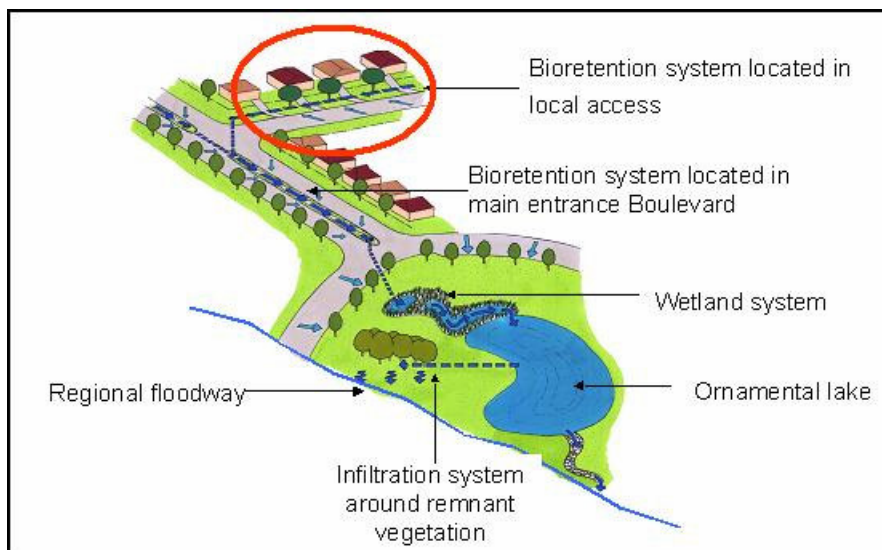 Bioretention system located in
local access
Bioretention system located in
main entrance Boulevard
Wetland system
Regional floodway
Ornamental lake
Infiltration system
around remnant
vegetation